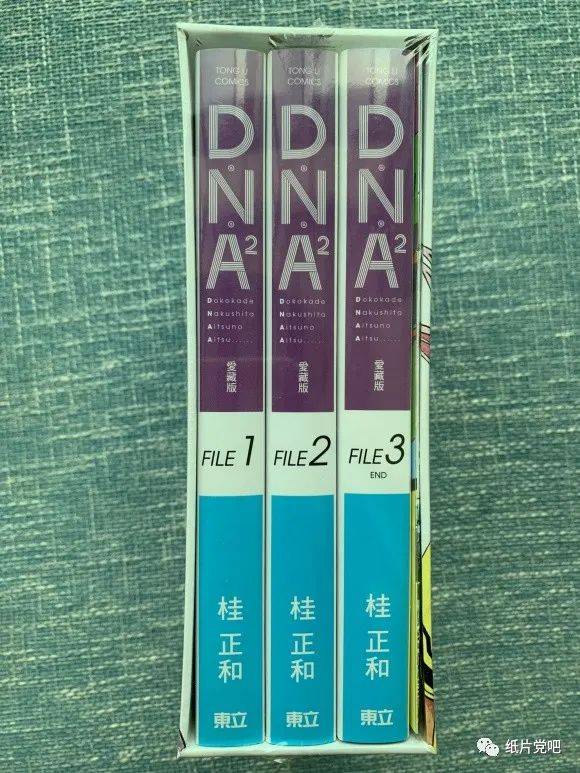 TONG LI
COMICS
D・N・A²
Dokokade
Nakushita
Aitsuno
Aitsu......
愛藏版
FILE 1
桂正和
東立
TONG LI
COMICS
D・N・A²
Dokokade
Nakushita
Aitsuno
Aitsu......
愛藏版
FILE 2
桂正和
東立
TONG LI
COMICS
D・N・A²
Dokokade
Nakushita
Aitsuno
Aitsu......
愛藏版
FILE 3
END
桂正和
東立
纸片党吧